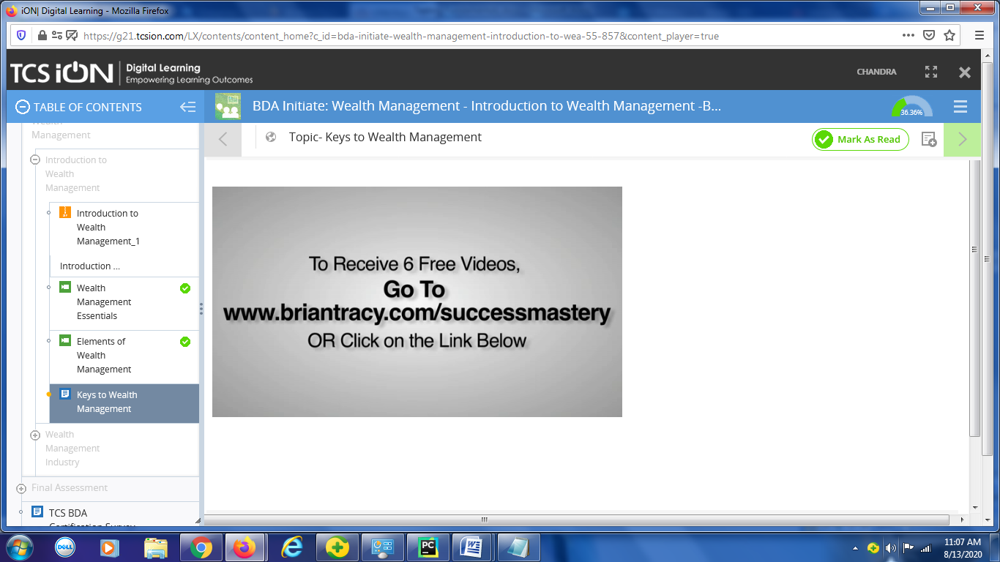 iON| Digital Learning - Mozilla Firefox
https://g21.tcsion.com/LX/contents/content_home?c_id=bda-initiate-wealth-management-introduction-to-wea-55-857&content_player=true
TCS iON
Digital Learning
Empowering Learning Outcomes
CHANDRA
TABLE OF CONTENTS
BDA Initiate: Wealth Management - Introduction to Wealth Management -B...
36.36%
Topic- Keys to Wealth Management
Mark As Read
Management
Introduction to
Wealth
Management
Introduction to
Wealth
Management_1
Introduction ...
Wealth
Management
Essentials
Elements of
Wealth
Management
Keys to Wealth
Management
Wealth
Management
Industry
Final Assessment
TCS BDA
Certification Survey
To Receive 6 Free Videos,
Go To
www.briantracy.com/successmastery
OR Click on the Link Below
DELL
PC
W
11:07 AM
8/13/2020